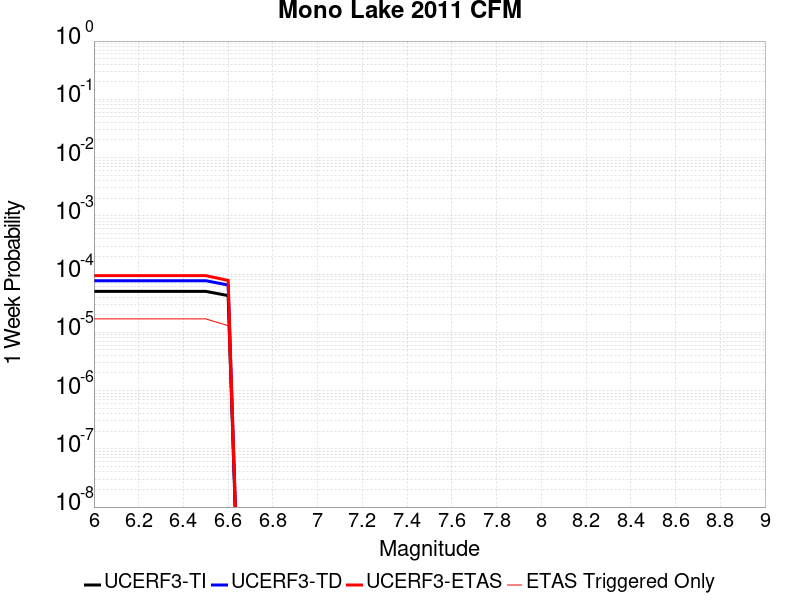 Mono Lake 2011 CFM
10^0
10^-1
10^-2
10^-3
10^-4
10^-5
10^-6
10^-7
10^-8
1 Week Probability
6 6.2 6.4 6.6 6.8 7 7.2 7.4 7.6 7.8 8 8.2 8.4 8.6 8.8 9
Magnitude
UCERF3-TI UCERF3-TD UCERF3-ETAS ETAS Triggered Only